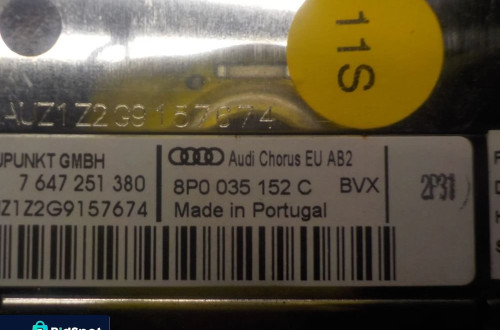 11S
AUZ1Z2G9157674
UPUNKT GMBH
7 647 251 380
UZ1Z2G9157674
Audi Chorus EU AB2
8P0 035 152 C BVX
Made in Portugal
2P31